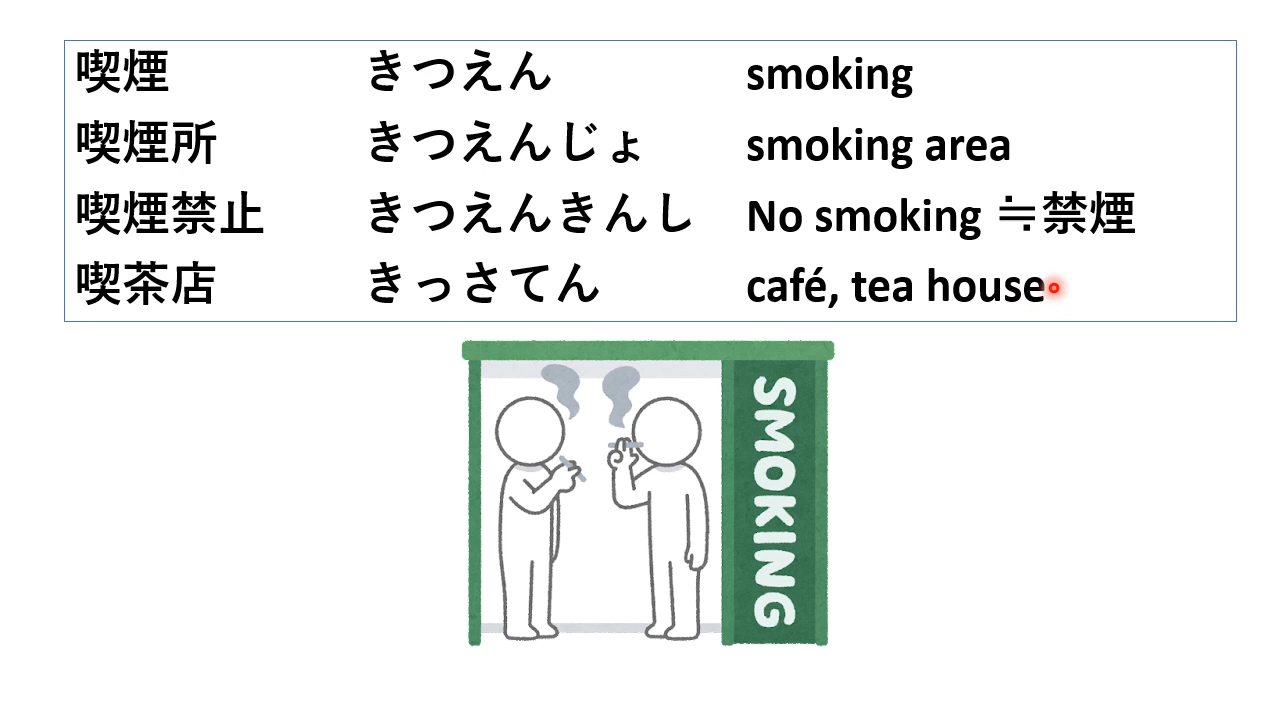 喫煙 きつえん smoking
喫煙所 きつえんじょ smoking area
喫煙禁止 きつえんきんし No smoking ≒禁煙
喫茶店 きっさてん café, tea house
SMOKING